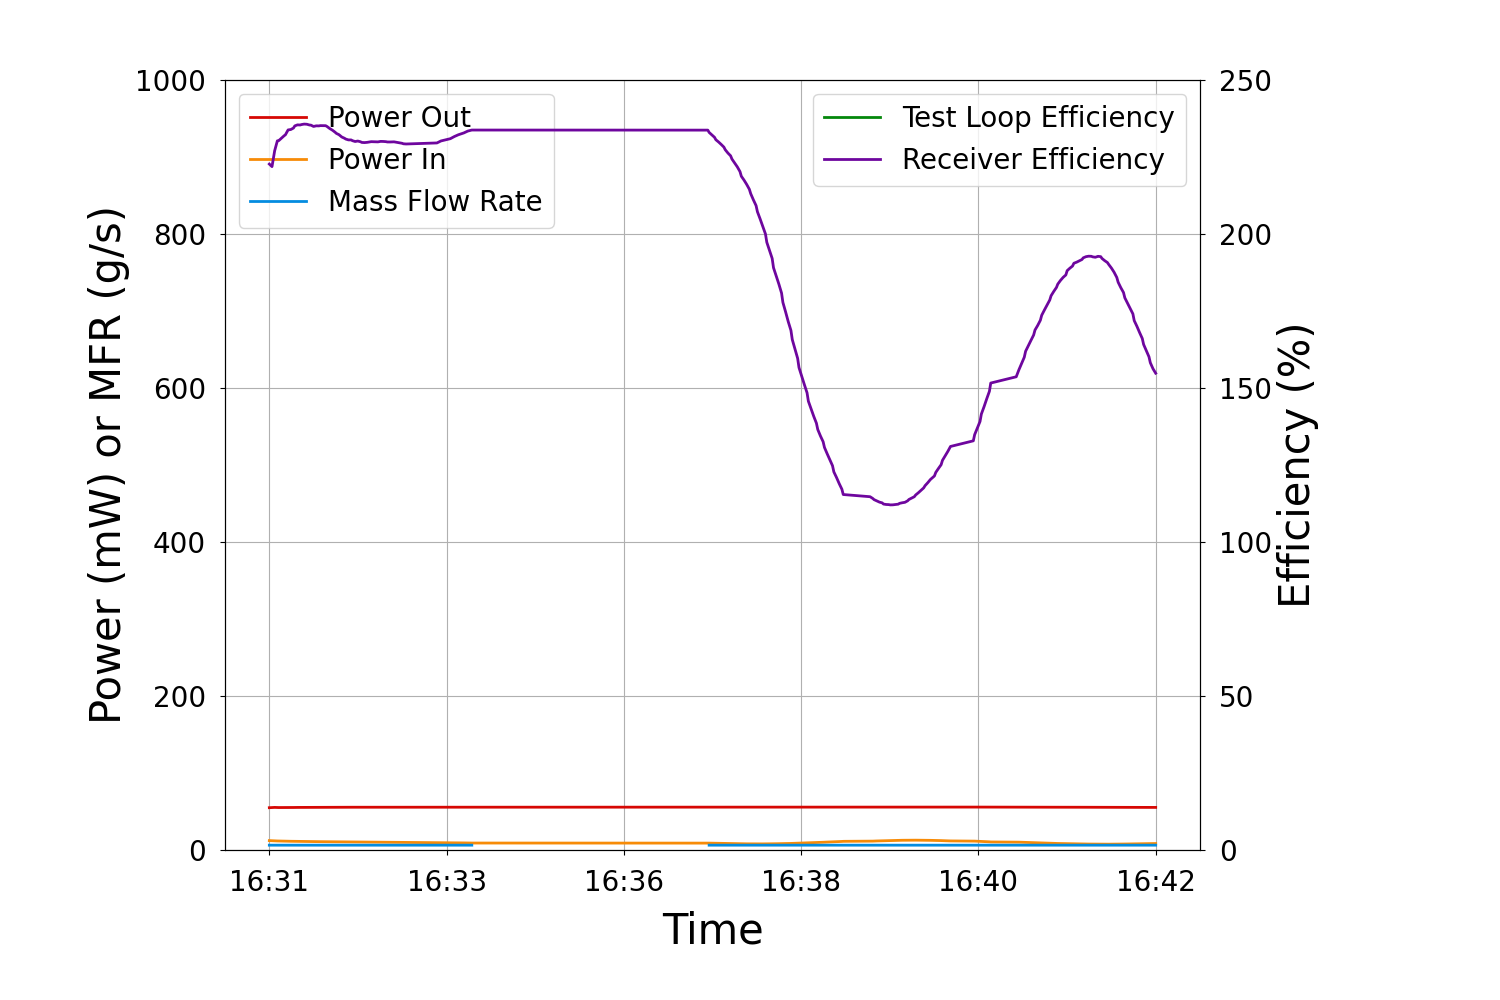 1000
800
600
400
200
0
Power (mW) or MFR (g/s)
Power Out
Power In
Mass Flow Rate
Test Loop Efficiency
Receiver Efficiency
250
200
150
100
50
0
Efficiency (%)
16:31 16:33 16:36 16:38 16:40 16:42
Time